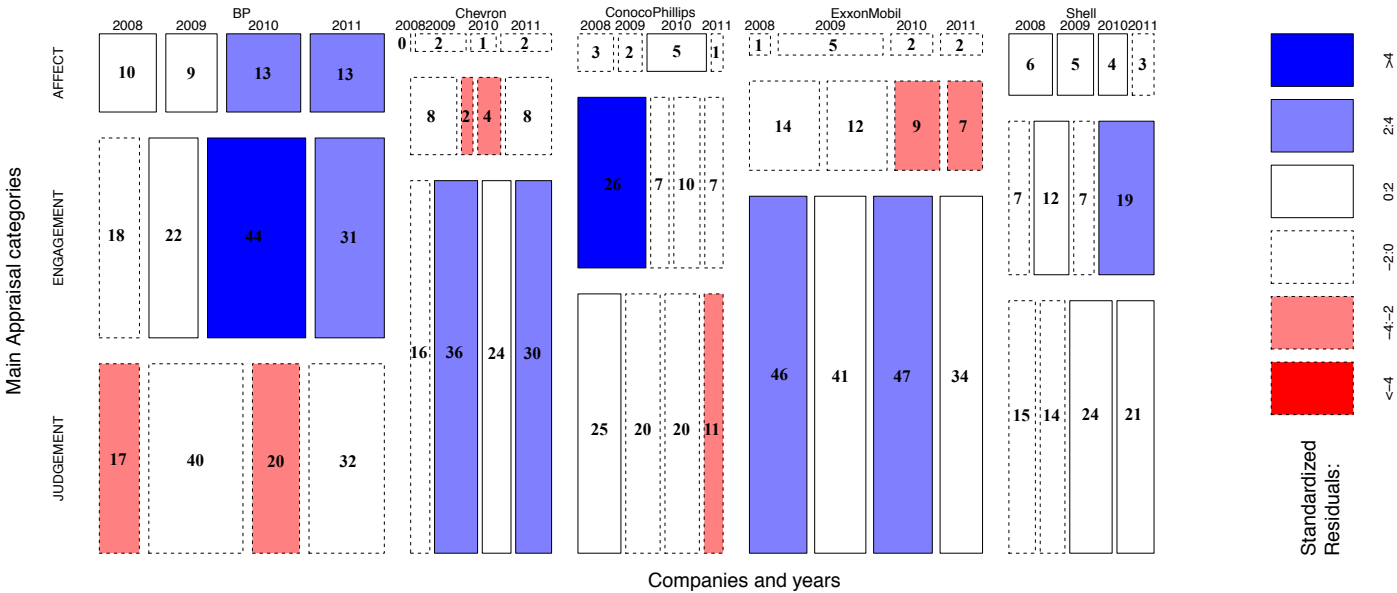 BP Chevron ConocoPhillips ExxonMobil Shell
2008 2009 2010 2011 2008 2009 2010 2011 2008 2009 2010 2011 2008 2009 2010 2011 2008 2009 2010 2011
AFFECT
10 9 13 13 0 2 1 2 3 2 5 1 1 5 2 2 6 5 4 3
ENGAGEMENT
18 22 44 31 8 2 4 8 26 7 10 7 14 12 9 7 7 12 7 19
JUDGEMENT
17 40 20 32 16 36 24 30 25 20 20 11 46 41 47 34 15 14 24 21
Main Appraisal categories
Companies and years
Standardized
Residuals:
<-4
-4:-2
-2:0
0:2
2:4
>4